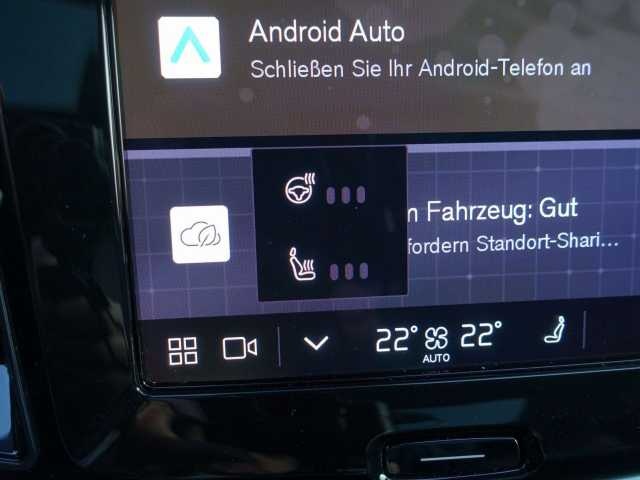 Android Auto
Schließen Sie Ihr Android-Telefon an
Fahrzeug: Gut
fordern Standort-Shari...
22° 22°
AUTO